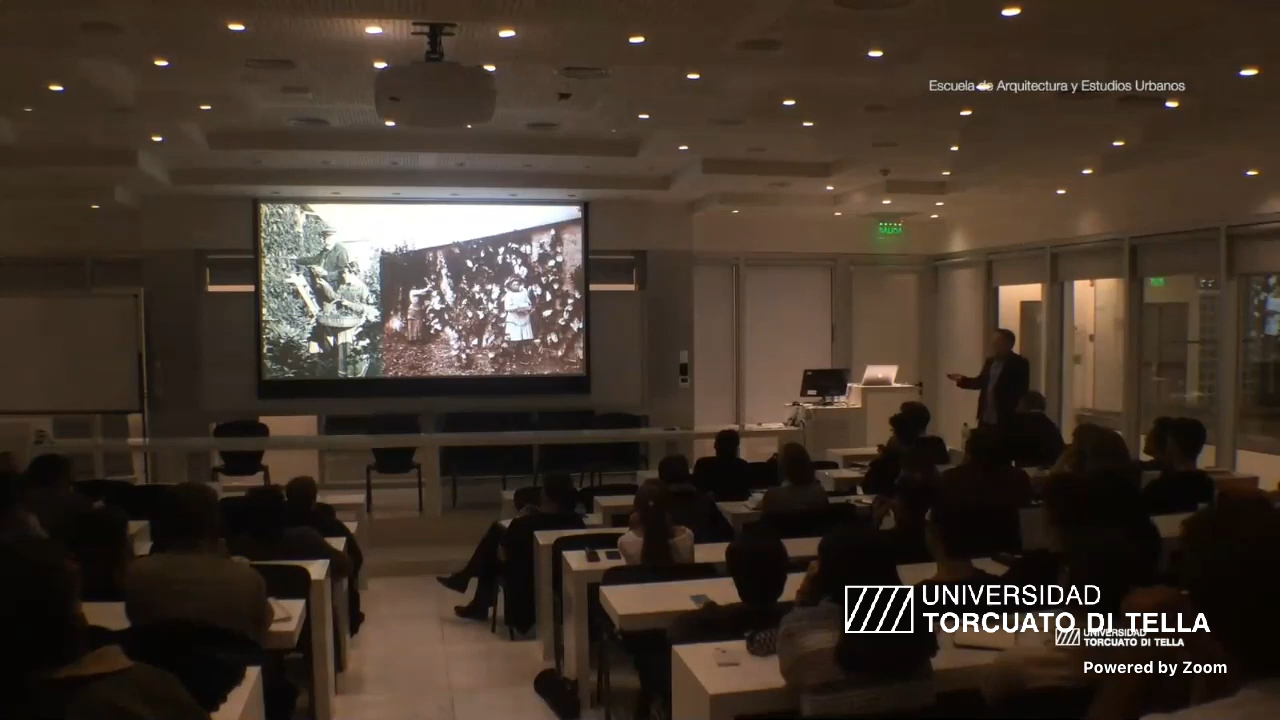 Escuela de Arquitectura y Estudios Urbanos
SALIDA
UNIVERSIDAD
TORCUATO DI TELLA
UNIVERSIDAD
TORCUATO DI TELLA
Powered by Zoom